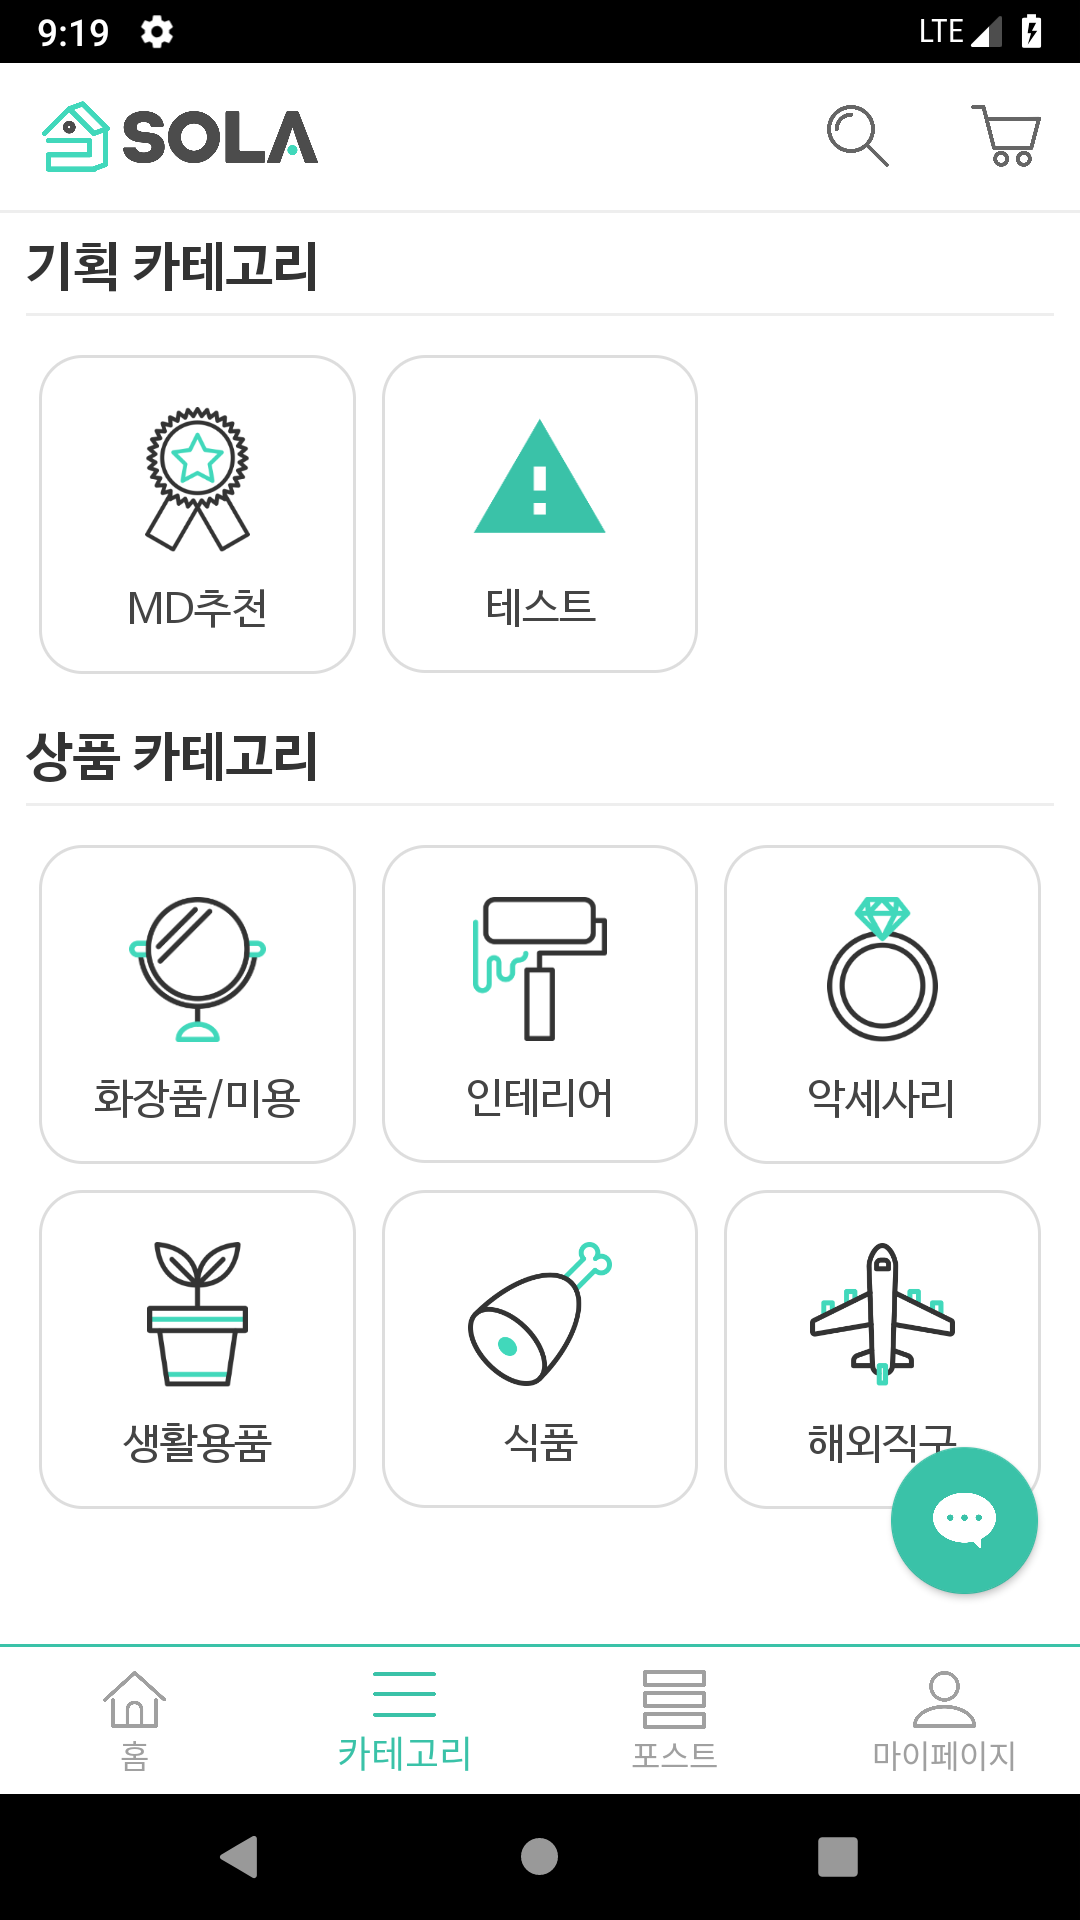 9:19 LTE
SOLA
기획 카테고리
MD추천 테스트
상품 카테고리
화장품/미용 인테리어 악세사리
생활용품 식품 해외직구
홈 카테고리 포스트 마이페이지